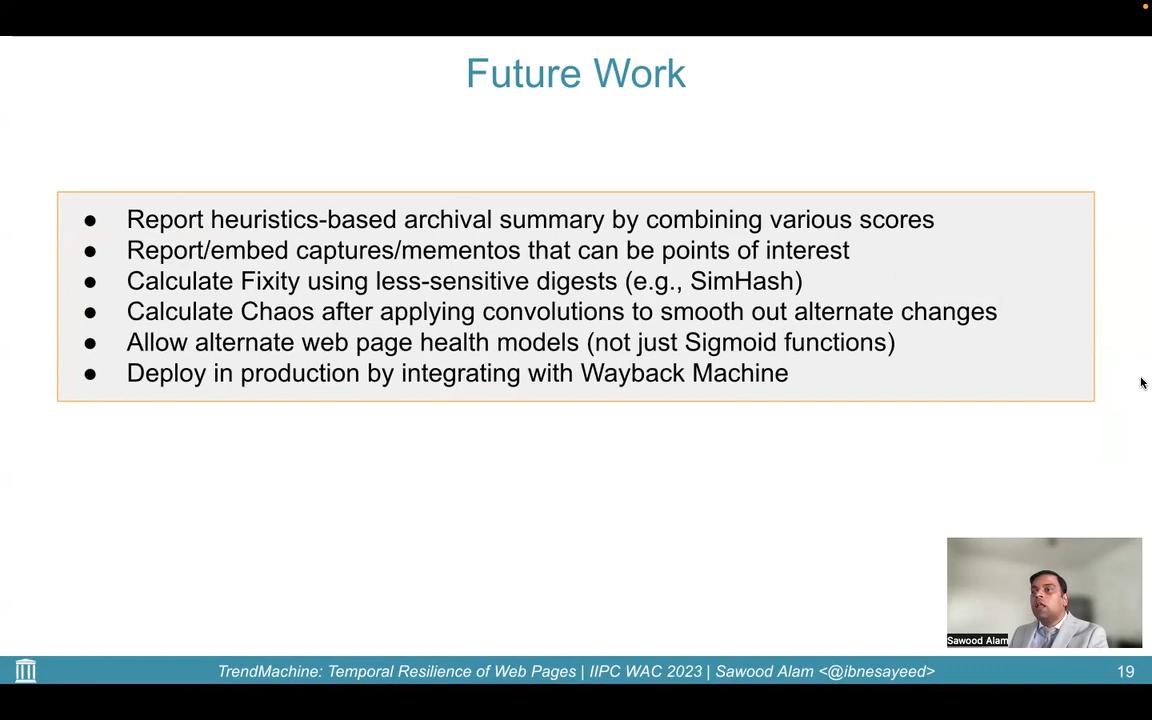 Future Work
● Report heuristics-based archival summary by combining various scores
● Report/embed captures/mementos that can be points of interest
● Calculate Fixity using less-sensitive digests (e.g., SimHash)
● Calculate Chaos after applying convolutions to smooth out alternate changes
● Allow alternate web page health models (not just Sigmoid functions)
● Deploy in production by integrating with Wayback Machine
Sawood Alam
TrendMachine: Temporal Resilience of Web Pages | IIPC WAC 2023 | Sawood Alam <@ibnesayeed>
19